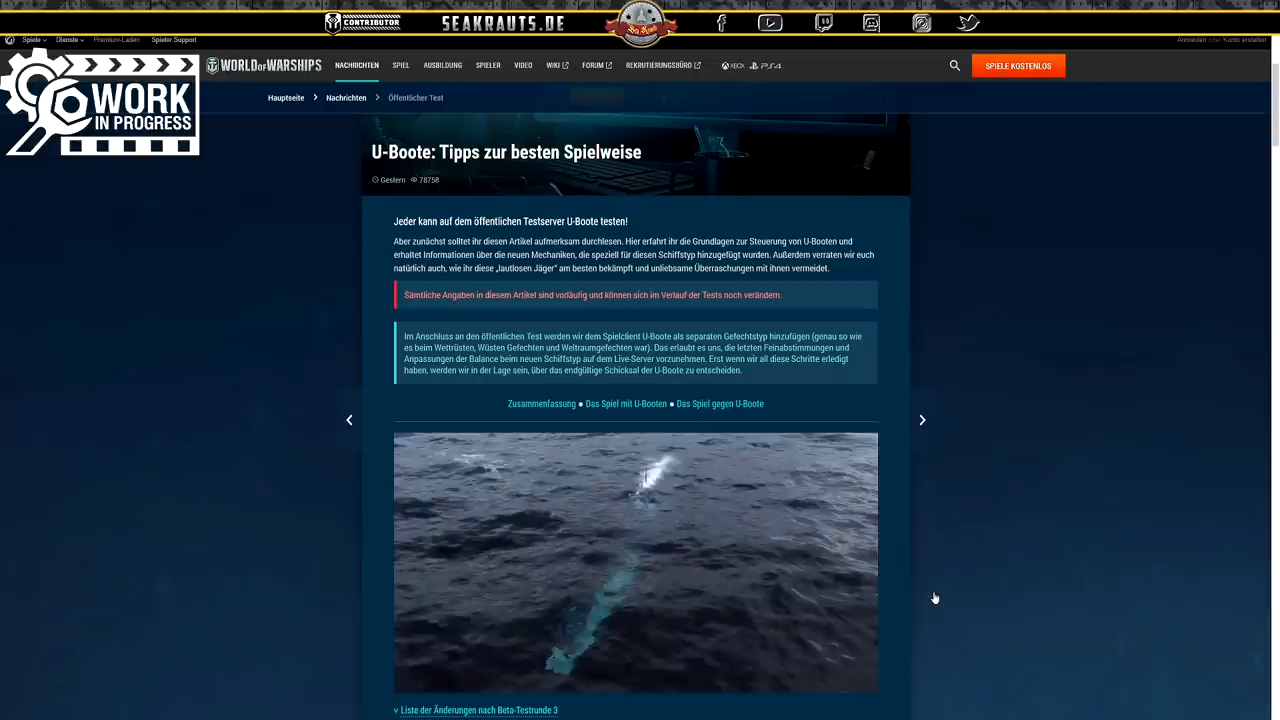 CONTRIBUTOR
SEAKRAUTS.DE
Sea Krauts
Spiele Dienste Premium-Laden Spieler Support
Anmelden oder Konto erstellen
WORK
IN PROGRESS
WORLD OF WARSHIPS
NACHRICHTEN SPIEL AUSBILDUNG SPIELER VIDEO WIKI FORUM REKRUTIERUNGSBÜRO XBOX PS4
SPIELE KOSTENLOS
Hauptseite > Nachrichten > Öffentlicher Test
U-Boote: Tipps zur besten Spielweise
Gestern 78758
Jeder kann auf dem öffentlichen Testserver U-Boote testen!
Aber zunächst solltet ihr diesen Artikel aufmerksam durchlesen. Hier erfahrt ihr die Grundlagen zur Steuerung von U-Booten und
erhaltet Informationen über die neuen Mechaniken, die speziell für diesen Schiffstyp hinzugefügt wurden. Außerdem verraten wir euch
natürlich auch, wie ihr diese „lautlosen Jäger" am besten bekämpft und unliebsame Überraschungen mit ihnen vermeidet.
Sämtliche Angaben in diesem Artikel sind vorläufig und können sich im Verlauf der Tests noch verändern.
Im Anschluss an den öffentlichen Test werden wir dem Spielclient U-Boote als separaten Gefechtstyp hinzufügen (genau so wie
es beim Wettrüsten, Wüsten Gefechten und Weltraumgefechten war). Das erlaubt es uns, die letzten Feinabstimmungen und
Anpassungen der Balance beim neuen Schiffstyp auf dem Live-Server vorzunehmen. Erst wenn wir all diese Schritte erledigt
haben, werden wir in der Lage sein, über das endgültige Schicksal der U-Boote zu entscheiden.
Zusammenfassung ● Das Spiel mit U-Booten ● Das Spiel gegen U-Boote
Liste der Änderungen nach Beta-Testrunde 3